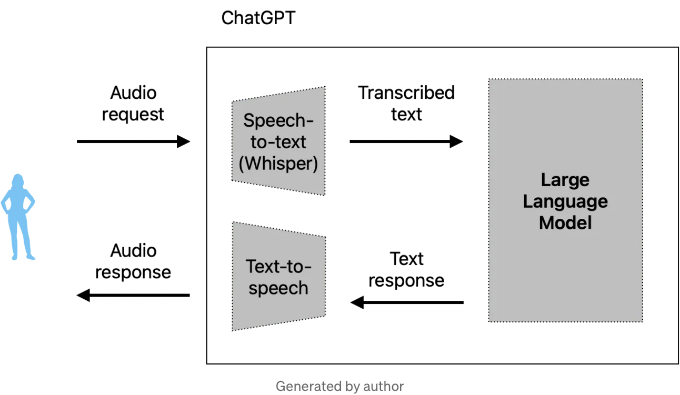 ChatGPT
Audio
request
Speech-
to-text
(Whisper)
Transcribed
text
Large
Language
Model
Audio
response
Text-to-
speech
Text
response
Generated by author